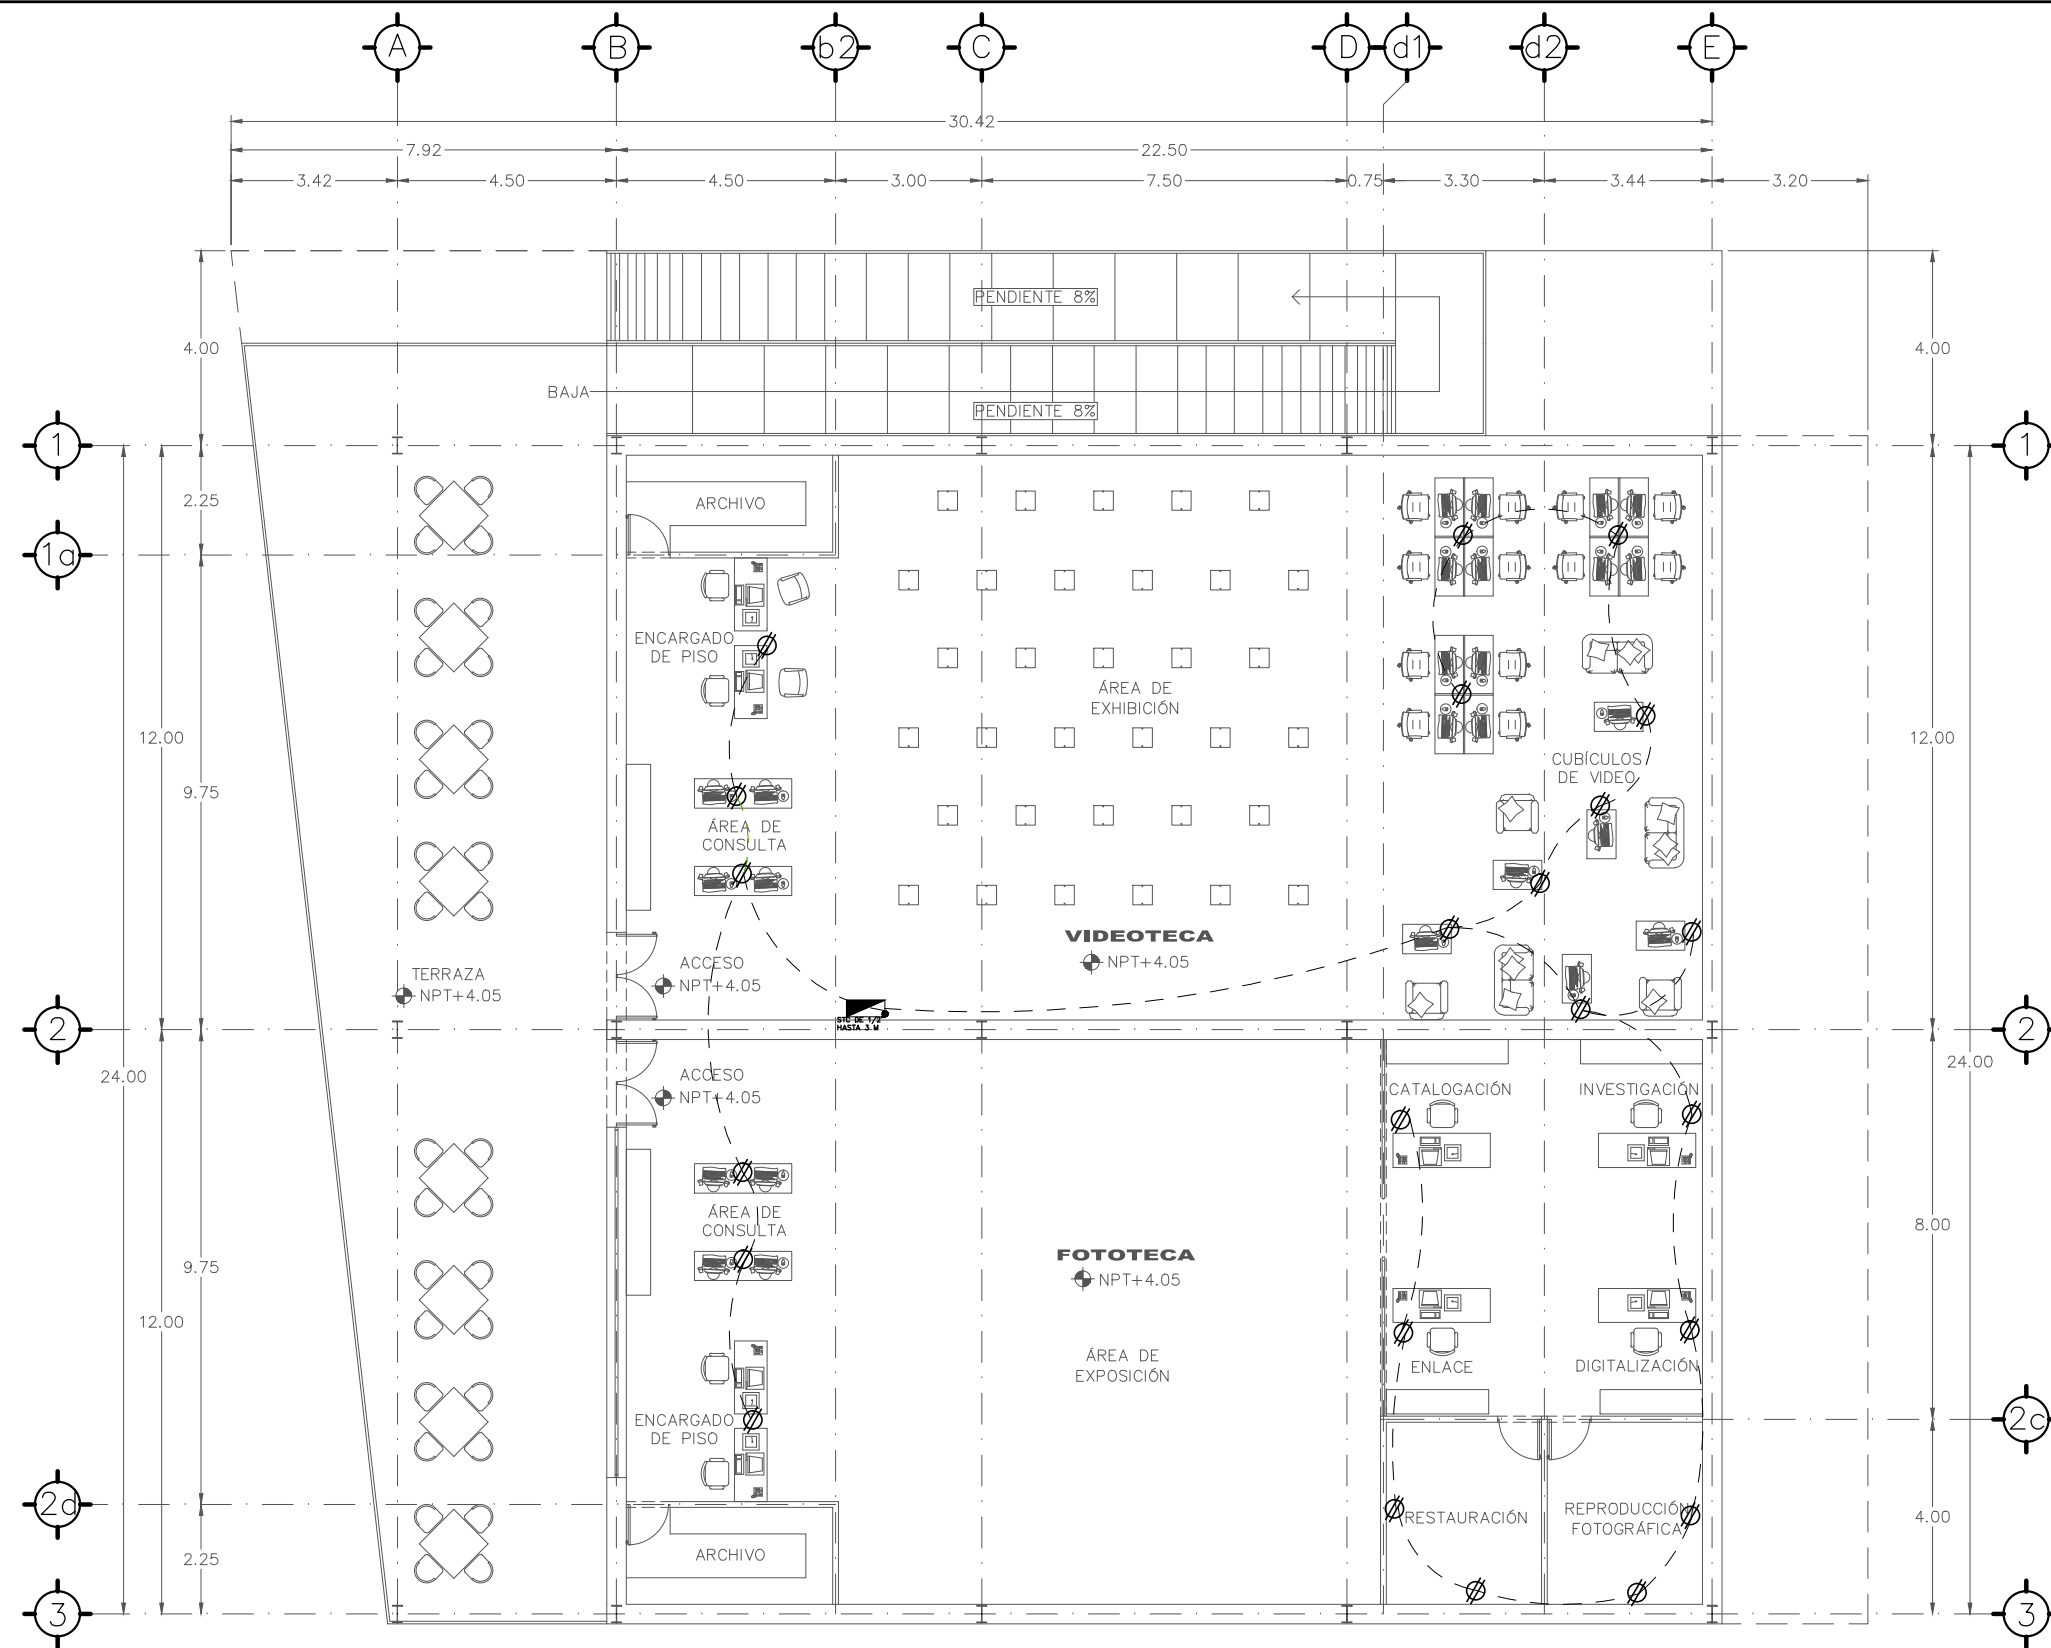 A B b2 C D d1 d2 E
30.42
7.92 22.50
3.42 4.50 4.50 3.00 7.50 0.75 3.30 3.44 3.20
PENDIENTE 8%
4.00 4.00
BAJA
PENDIENTE 8%
1 1
2.25
ARCHIVO
1a
ENCARGADO
DE PISO
ÁREA DE
EXHIBICIÓN
12.00 12.00
CUBÍCULOS
DE VIDEO
9.75
ÁREA DE
CONSULTA
VIDEOTECA
NPT+4.05
ACCESO
NPT+4.05
TERRAZA
NPT+4.05
STC DE 1/2"
HASTA 3 M
2 2
24.00 24.00
ACCESO
NPT+4.05
CATALOGACIÓN INVESTIGACIÓN
ÁREA DE
CONSULTA
8.00
FOTOTECA
NPT+4.05
9.75
12.00
ÁREA DE
EXPOSICIÓN
ENLACE DIGITALIZACIÓN
ENCARGADO
DE PISO
2c
2d
RESTAURACIÓN
REPRODUCCIÓN
FOTOGRÁFICA
4.00
ARCHIVO
2.25
3 3